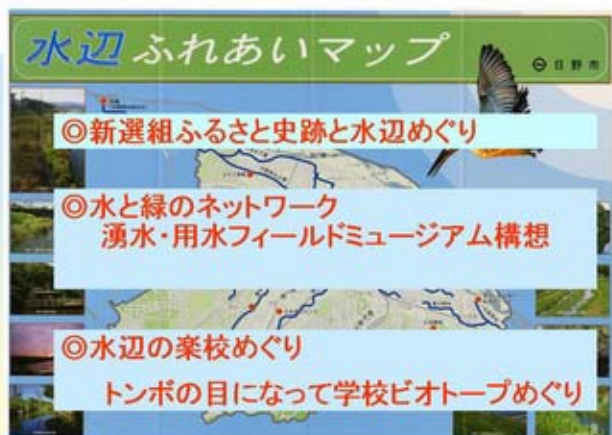 水辺ふれあいマップ
日野市
◎新選組ふるさと史跡と水辺めぐり
◎水と緑のネットワーク
湧水・用水フィールドミュージアム構想
◎水辺の楽校めぐり
トンボの目になって学校ビオトープめぐり